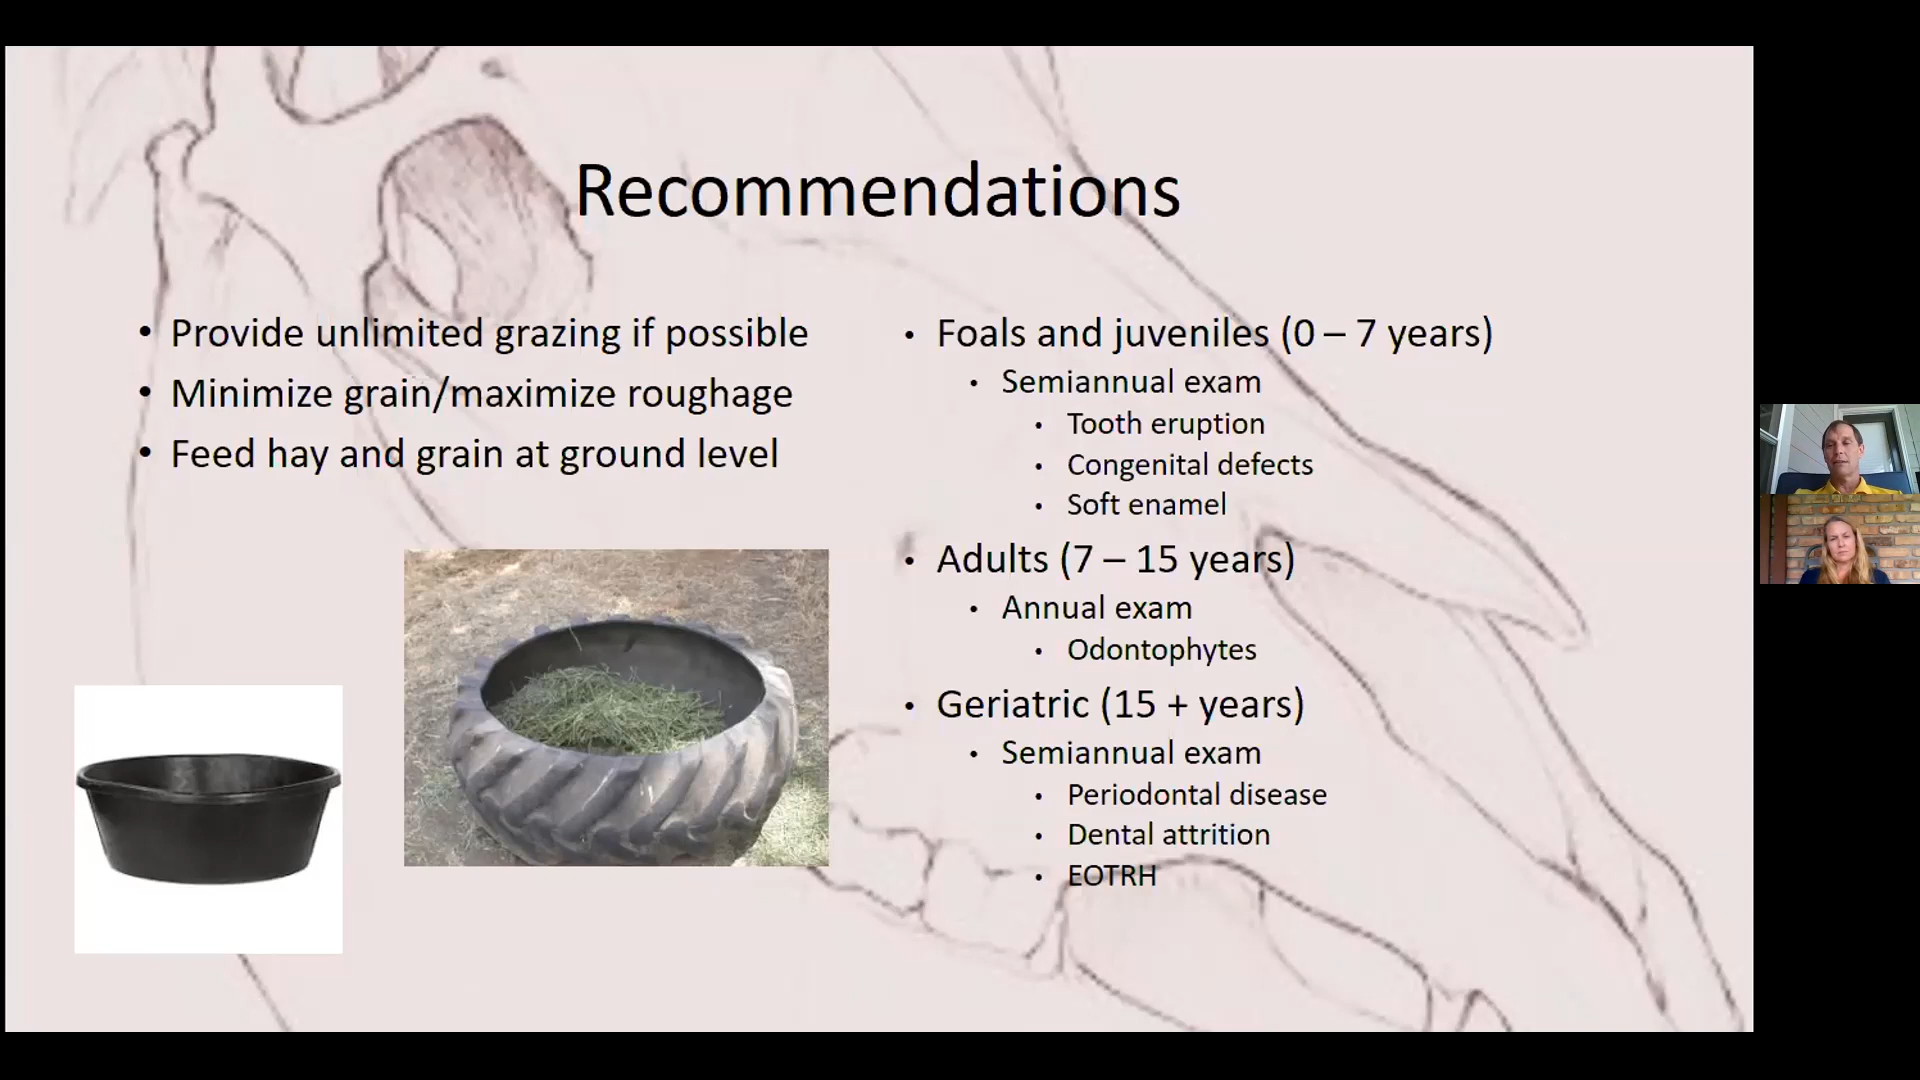 Recommendations
• Provide unlimited grazing if possible
• Minimize grain/maximize roughage
• Feed hay and grain at ground level
• Foals and juveniles (0 – 7 years)
• Semiannual exam
• Tooth eruption
• Congenital defects
• Soft enamel
• Adults (7 – 15 years)
• Annual exam
• Odontophytes
• Geriatric (15 + years)
• Semiannual exam
• Periodontal disease
• Dental attrition
• EOTRH